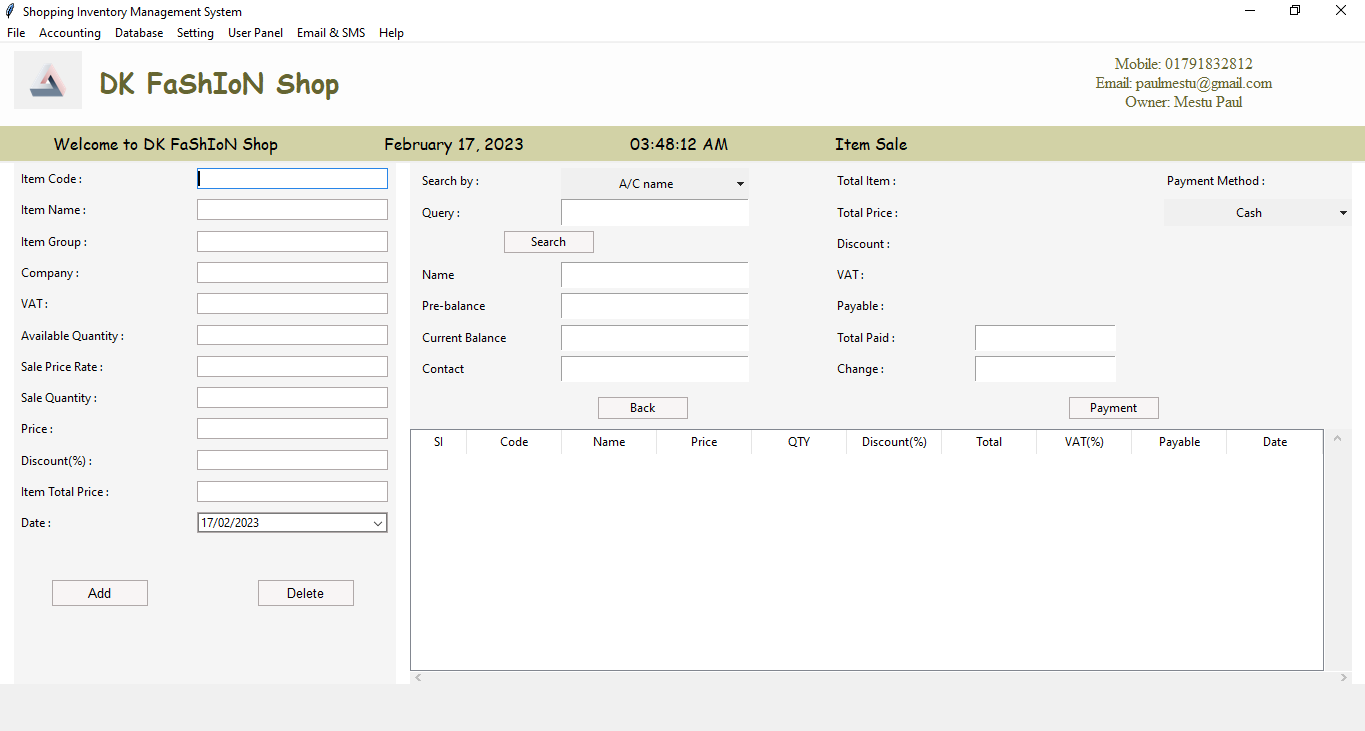 Shopping Inventory Management System
File Accounting Database Setting User Panel Email & SMS Help
DK FaShIoN Shop
Mobile: 01791832812
Email: paulmestu@gmail.com
Owner: Mestu Paul
Welcome to DK FaShIoN Shop February 17, 2023 03:48:12 AM Item Sale
Item Code :
Item Name :
Item Group :
Company :
VAT :
Available Quantity :
Sale Price Rate :
Sale Quantity :
Price :
Discount(%) :
Item Total Price :
Date : 17/02/2023
Add Delete
Search by : A/C name
Query :
Search
Name
Pre-balance
Current Balance
Contact
Back
Total Item :
Total Price :
Discount :
VAT :
Payable :
Total Paid :
Change :
Payment Method :
Cash
Payment
Sl Code Name Price QTY Discount(%) Total VAT(%) Payable Date